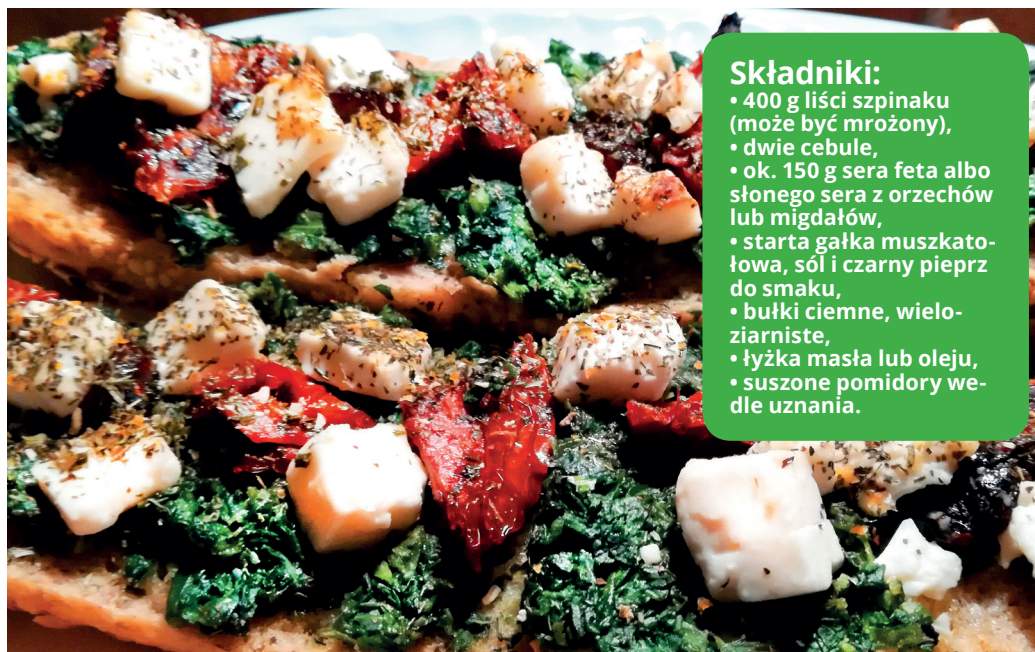 Składniki:
• 400 g liści szpinaku
(może być mrożony),
• dwie cebule,
• ok. 150 g sera feta albo
słonego sera z orzechów
lub migdałów,
• starta gałka muszkato-
łowa, sól i czarny pieprz
do smaku,
• bułki ciemne, wielo-
ziarniste,
• łyżka masła lub oleju,
• suszone pomidory we-
dle uznania.